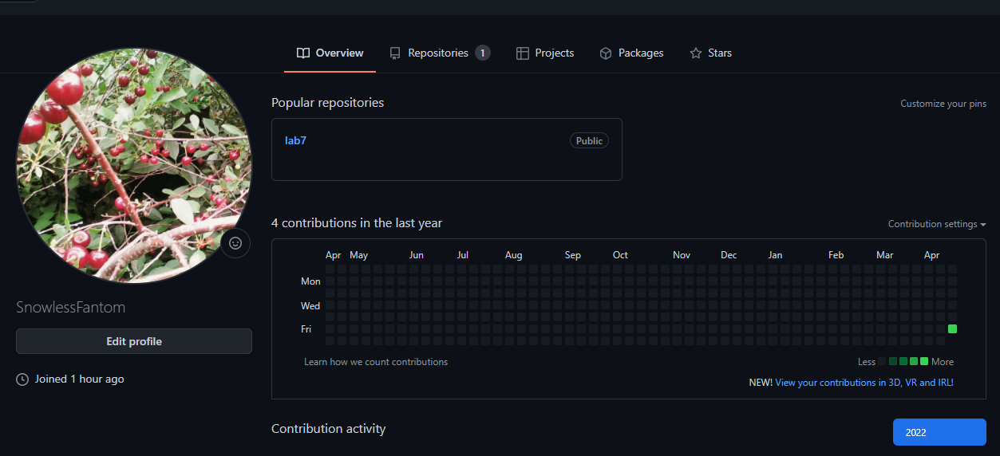 Overview Repositories 1 Projects Packages Stars
Popular repositories Customize your pins
lab7 Public
4 contributions in the last year Contribution settings
Apr May Jun Jul Aug Sep Oct Nov Dec Jan Feb Mar Apr
Mon
Wed
Fri
Learn how we count contributions Less More
NEW! View your contributions in 3D, VR and IRL!
SnowlessFantom
Edit profile
Joined 1 hour ago
Contribution activity 2022